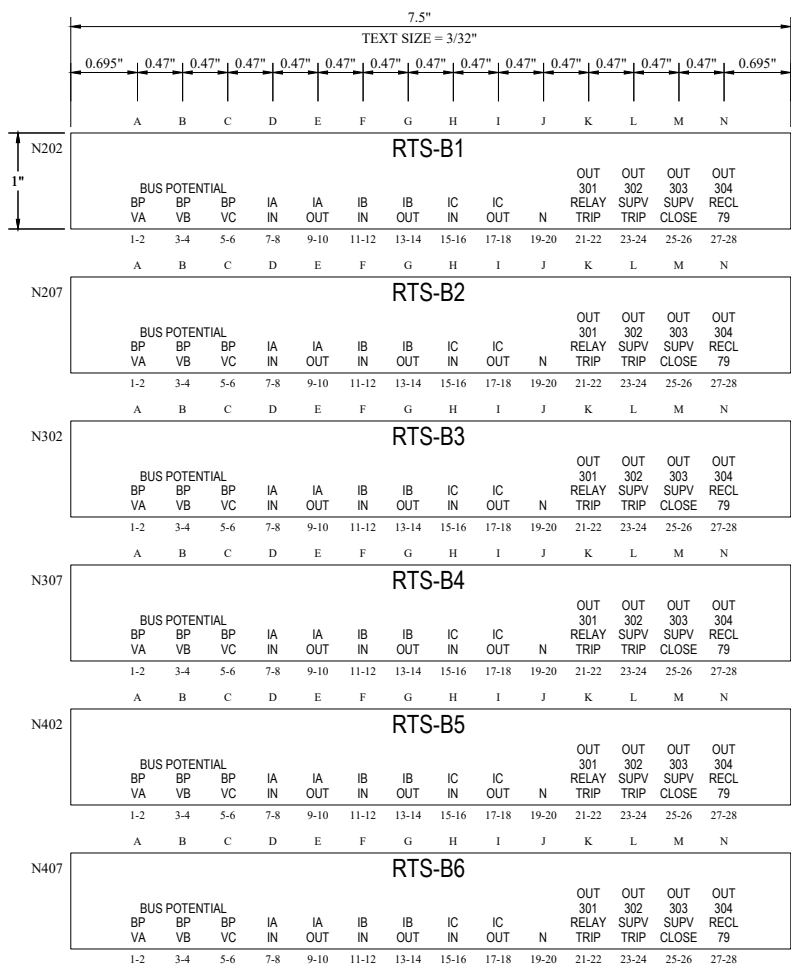 7.5"
TEXT SIZE = 3/32"
0.695" 0.47" 0.47" 0.47" 0.47" 0.47" 0.47" 0.47" 0.47" 0.47" 0.47" 0.47" 0.47" 0.47" 0.695"
A B C D E F G H I J K L M N
N202 RTS-B1
1"
OUT OUT OUT OUT
BUS POTENTIAL 301 302 303 304
BP BP BP IA IA IB IB IC IC RELAY SUPV SUPV RECL
VA VB VC IN OUT IN OUT IN OUT N TRIP TRIP CLOSE 79
1-2 3-4 5-6 7-8 9-10 11-12 13-14 15-16 17-18 19-20 21-22 23-24 25-26 27-28
A B C D E F G H I J K L M N
N207 RTS-B2
OUT OUT OUT OUT
BUS POTENTIAL 301 302 303 304
BP BP BP IA IA IB IB IC IC RELAY SUPV SUPV RECL
VA VB VC IN OUT IN OUT IN OUT N TRIP TRIP CLOSE 79
1-2 3-4 5-6 7-8 9-10 11-12 13-14 15-16 17-18 19-20 21-22 23-24 25-26 27-28
A B C D E F G H I J K L M N
N302 RTS-B3
OUT OUT OUT OUT
BUS POTENTIAL 301 302 303 304
BP BP BP IA IA IB IB IC IC RELAY SUPV SUPV RECL
VA VB VC IN OUT IN OUT IN OUT N TRIP TRIP CLOSE 79
1-2 3-4 5-6 7-8 9-10 11-12 13-14 15-16 17-18 19-20 21-22 23-24 25-26 27-28
A B C D E F G H I J K L M N
N307 RTS-B4
OUT OUT OUT OUT
BUS POTENTIAL 301 302 303 304
BP BP BP IA IA IB IB IC IC RELAY SUPV SUPV RECL
VA VB VC IN OUT IN OUT IN OUT N TRIP TRIP CLOSE 79
1-2 3-4 5-6 7-8 9-10 11-12 13-14 15-16 17-18 19-20 21-22 23-24 25-26 27-28
A B C D E F G H I J K L M N
N402 RTS-B5
OUT OUT OUT OUT
BUS POTENTIAL 301 302 303 304
BP BP BP IA IA IB IB IC IC RELAY SUPV SUPV RECL
VA VB VC IN OUT IN OUT IN OUT N TRIP TRIP CLOSE 79
1-2 3-4 5-6 7-8 9-10 11-12 13-14 15-16 17-18 19-20 21-22 23-24 25-26 27-28
A B C D E F G H I J K L M N
N407 RTS-B6
OUT OUT OUT OUT
BUS POTENTIAL 301 302 303 304
BP BP BP IA IA IB IB IC IC RELAY SUPV SUPV RECL
VA VB VC IN OUT IN OUT IN OUT N TRIP TRIP CLOSE 79
1-2 3-4 5-6 7-8 9-10 11-12 13-14 15-16 17-18 19-20 21-22 23-24 25-26 27-28